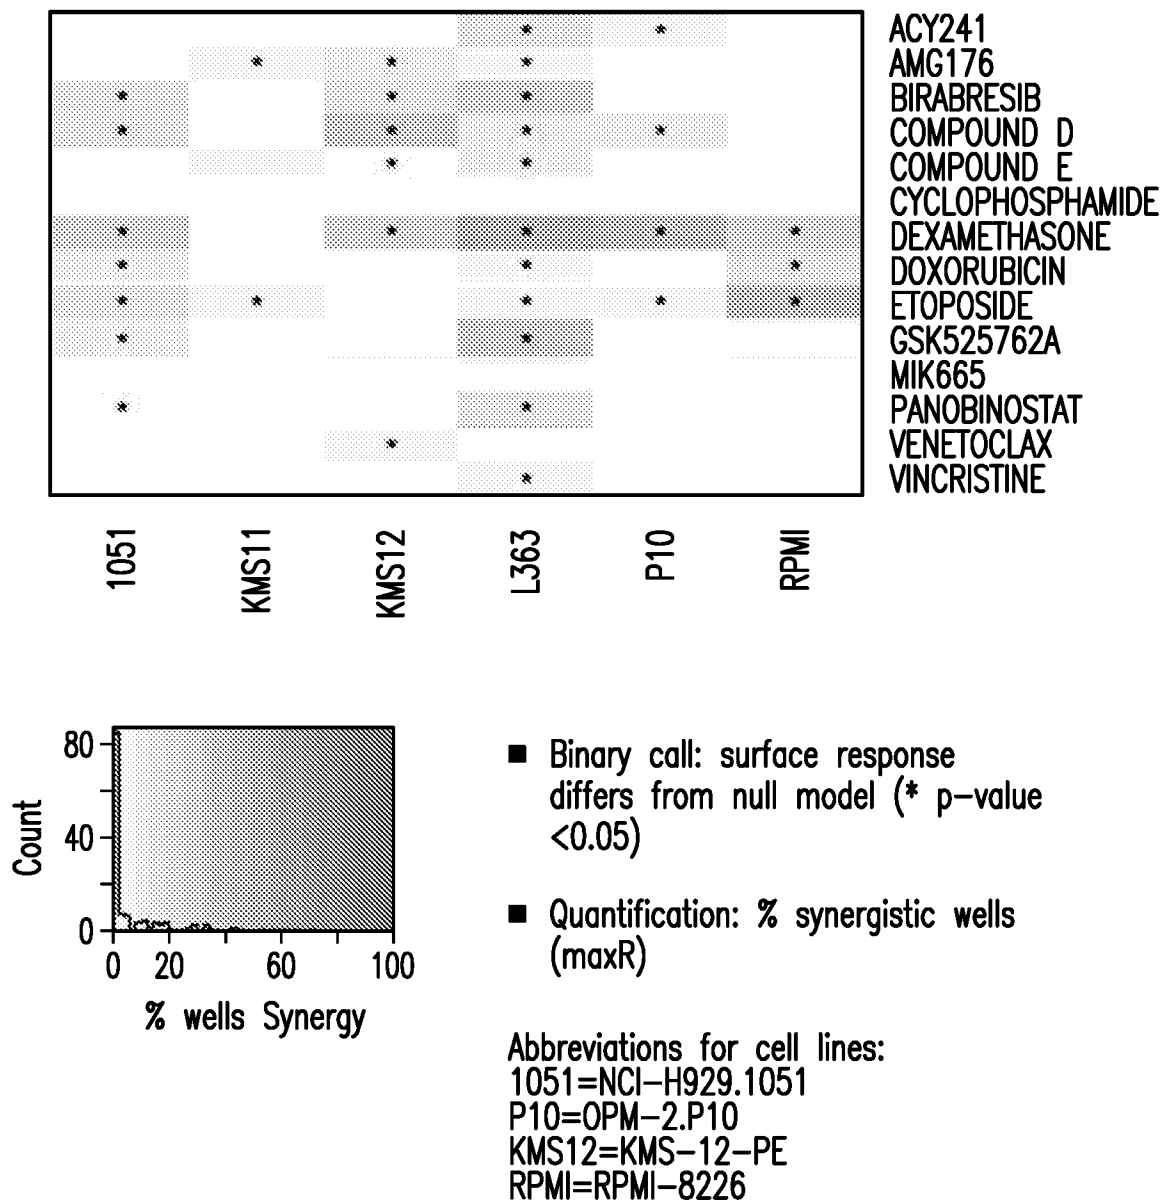 ACY241
AMG176
BIRABRESIB
COMPOUND D
COMPOUND E
CYCLOPHOSPHAMIDE
DEXAMETHASONE
DOXORUBICIN
ETOPOSIDE
GSK525762A
MIK665
PANOBINOSTAT
VENETOCLAX
VINCRISTINE
1051
KMS11
KMS12
L363
P10
RPMI
80
40
0
Count
0 20 60 100
% wells Synergy
■ Binary call: surface response
differs from null model (* p-value
<0.05)
■ Quantification: % synergistic wells
(maxR)
Abbreviations for cell lines:
1051=NCI-H929.1051
P10=OPM-2.P10
KMS12=KMS-12-PE
RPMI=RPMI-8226